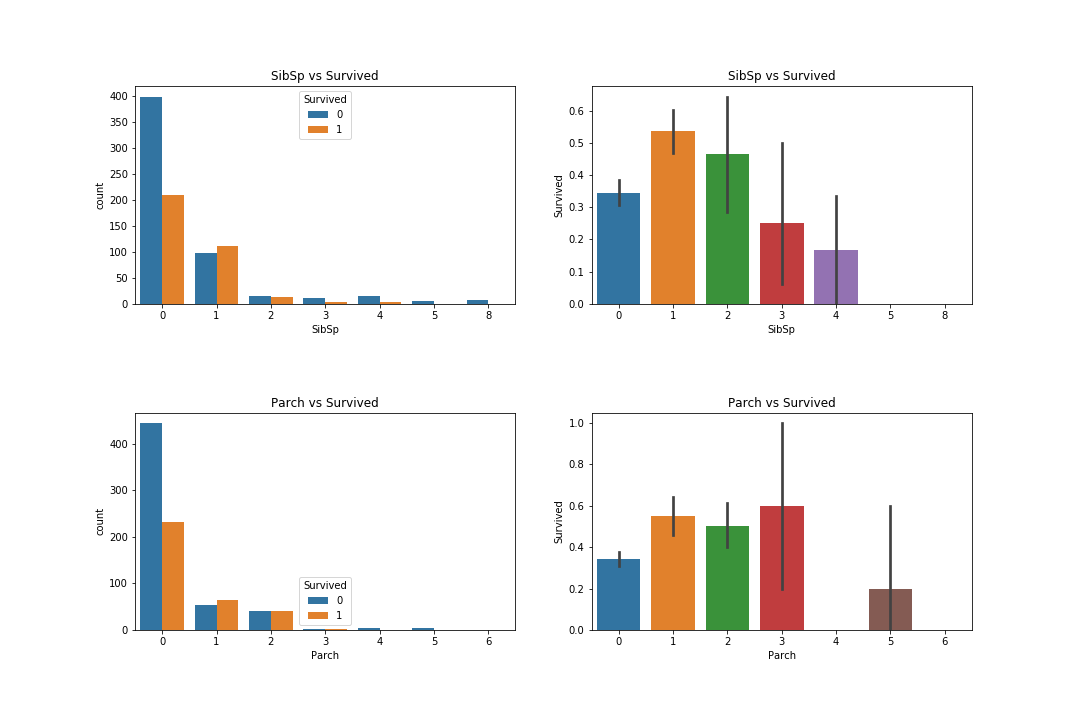 SibSp vs Survived
400
350
300
250
200
150
100
50
0
count
Survived
0
1
0 1 2 3 4 5 8
SibSp
SibSp vs Survived
0.6
0.5
0.4
0.3
0.2
0.1
0.0
Survived
0 1 2 3 4 5 8
SibSp
Parch vs Survived
400
300
200
100
0
count
Survived
0
1
0 1 2 3 4 5 6
Parch
Parch vs Survived
1.0
0.8
0.6
0.4
0.2
0.0
Survived
0 1 2 3 4 5 6
Parch